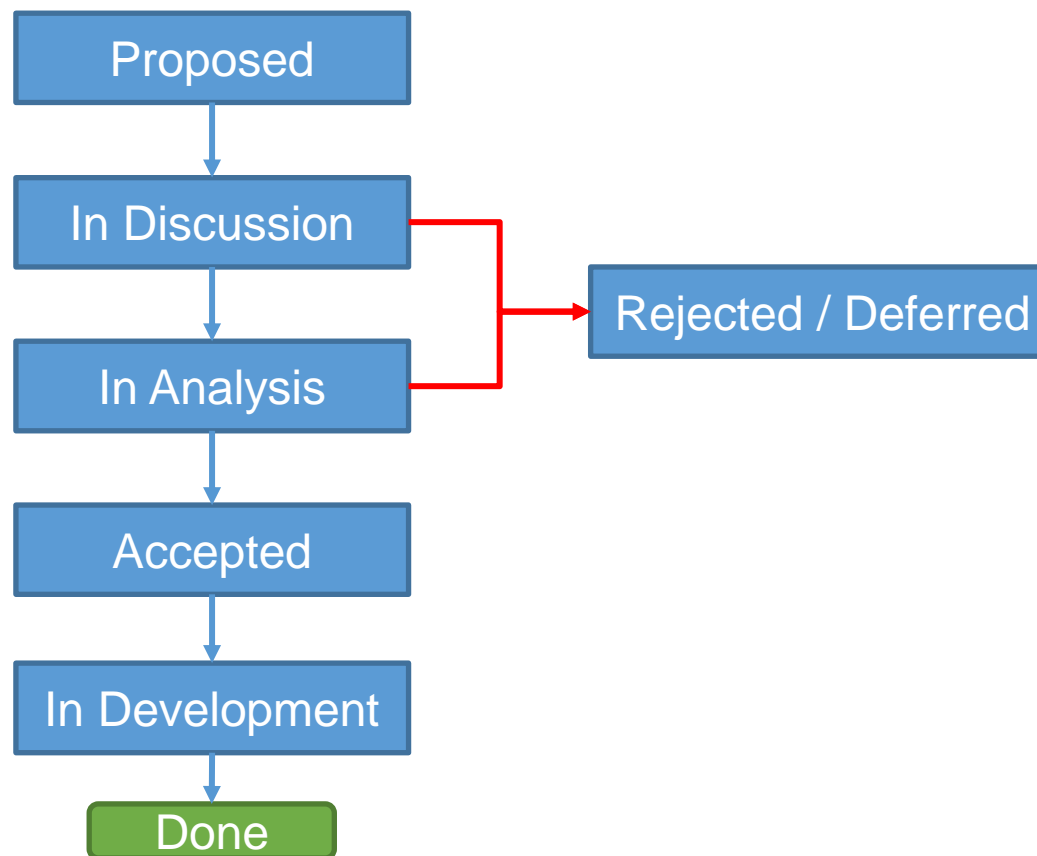 Proposed
In Discussion
Rejected / Deferred
In Analysis
Accepted
In Development
Done